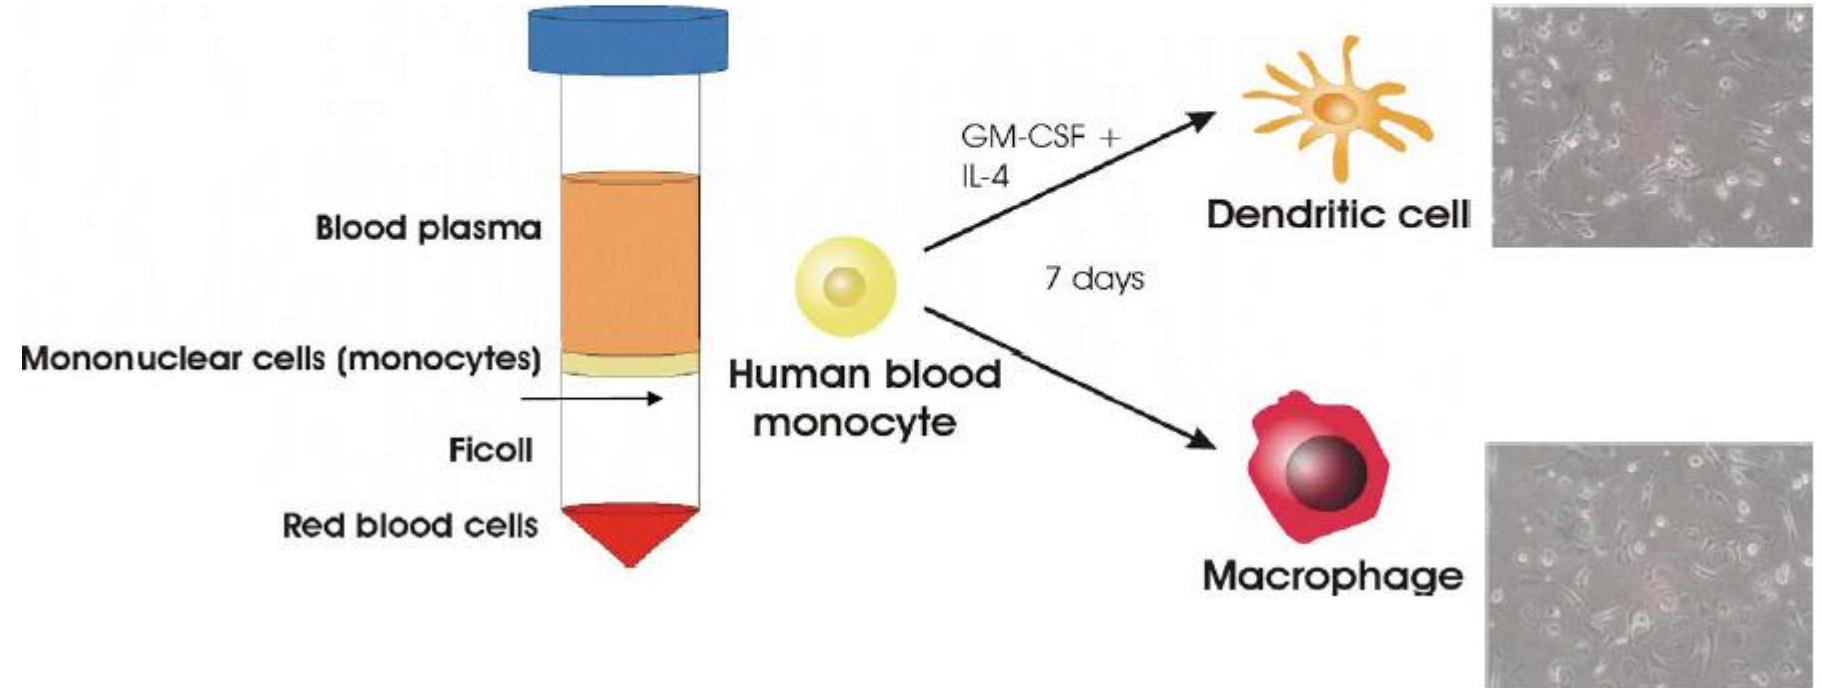 Blood plasma
Mononuclear cells (monocytes)
Ficoll
Red blood cells
Human blood
monocyte
GM-CSF +
IL-4
7 days
Dendritic cell
Macrophage